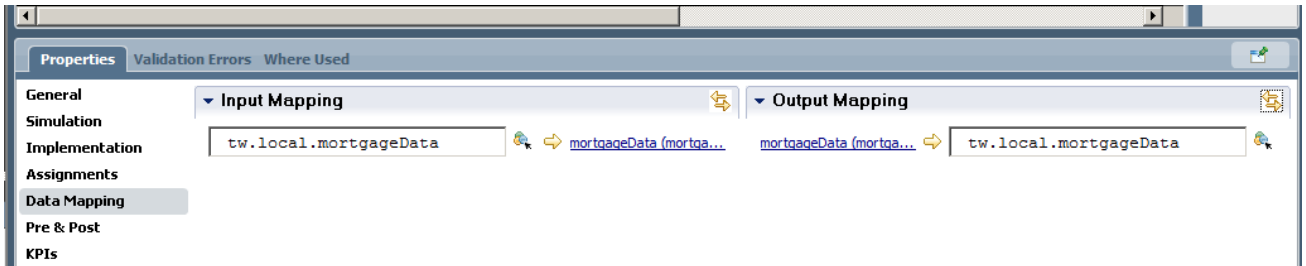 Properties Validation Errors Where Used
General
Simulation
Implementation
Assignments
Data Mapping
Pre & Post
KPIs
Input Mapping
tw.local.mortgageData mortgageData (mortga...
Output Mapping
mortgageData (mortga... tw.local.mortgageData